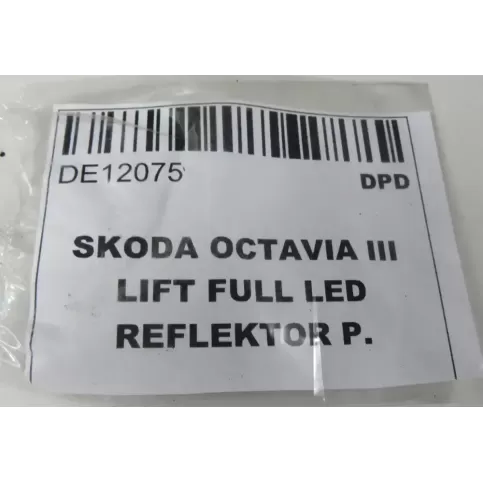 DE12075
DPD
SKODA OCTAVIA III
LIFT FULL LED
REFLEKTOR P.